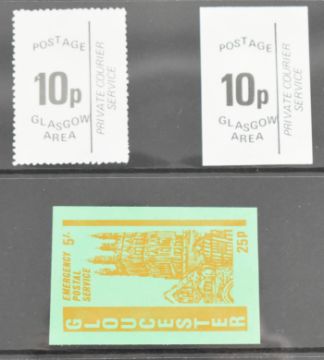 POSTAGE
10p
GLASGOW
AREA
PRIVATE COURIER
SERVICE
POSTAGE
10p
GLASGOW
AREA
PRIVATE COURIER
SERVICE
EMERGENCY 5/-
POSTAL
SERVICE
25p
GLOUCESTER